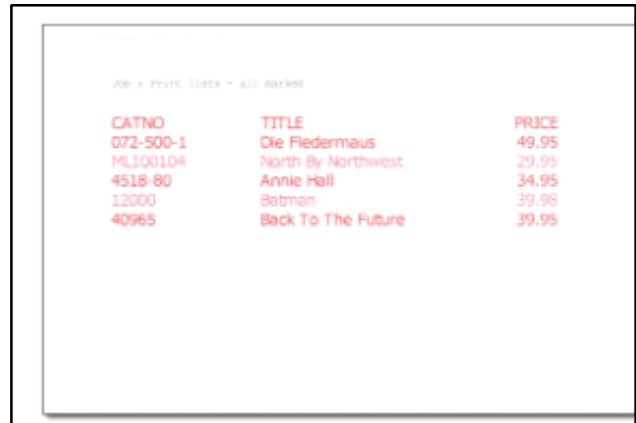 Job x Print lists - all marked
CATNO TITLE PRICE
072-500-1 Die Fledermaus 49.95
ML100104 North By Northwest 29.95
4518-80 Annie Hall 34.95
12000 Batman 39.98
40965 Back To The Future 39.95